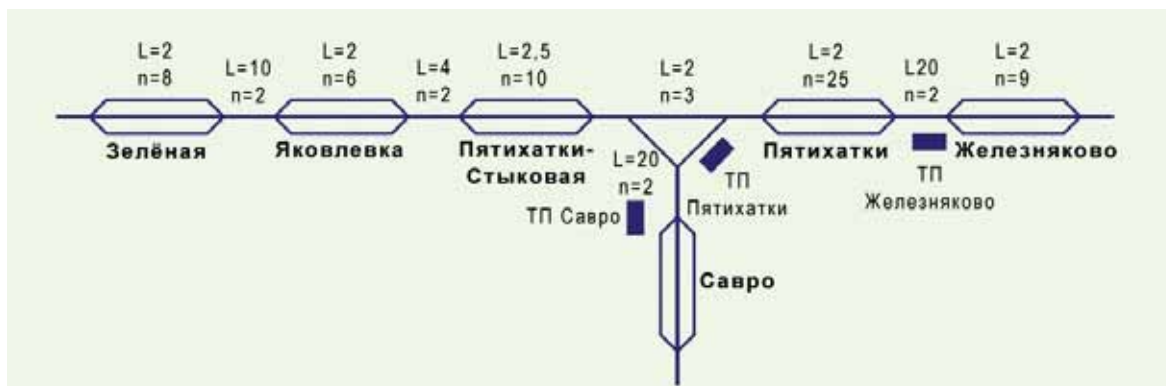 L=2
n=8
L=10
n=2
L=2
n=6
L=4
n=2
L=2,5
n=10
L=2
n=3
L=2
n=25
L20
n=2
L=2
n=9
Зелёная
Яковлевка
Пятихатки-
Стыковая
L=20
n=2
ТП Савро
ТП
Пятихатки
Пятихатки
ТП
Железняково
Железняково
Савро